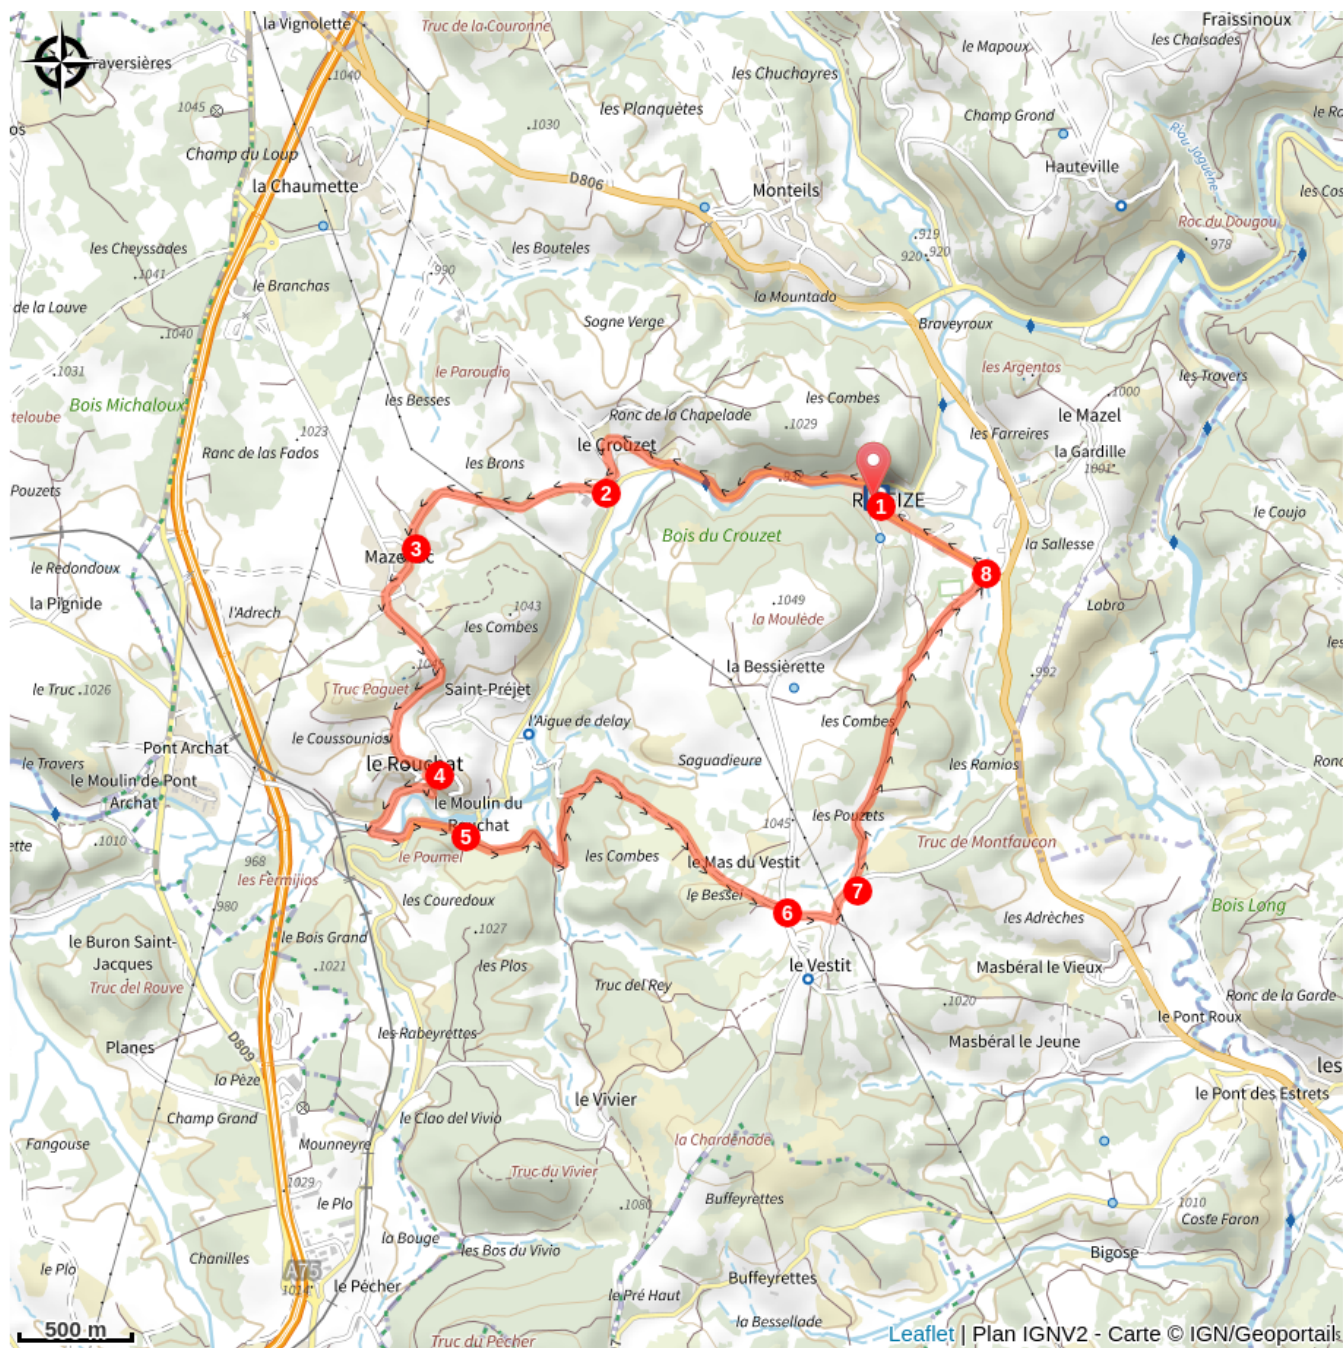 la Vignolette
Truc de la Couronne
Fraissinoux
les Chalsades
le Mapoux
raversières
1040
les Chuchayres
1045
les Planquètes
Champ Grond
1030
Champ du Loup
la Chaumette
D806
Monteils
Hauteville
Riou Joguene
les Cheyssades
les Bouteles
919
920
920
Roc du Dougou
978
1041
990
le Branchas
de la Louve
la Mountado
Sogne Verge
Braveyroux
1040
1031
le Paroudio
les Argentos
les Travers
Bois Michaloux
les Besses
les Combes
1000
teloube
Ranc de la Chapelade
le Mazel
1023
1029
le Crouzet
les Farreires
la Gardille
Ranc de las Fados
les Brons
1001
Pouzets
2
1
le Coujo
Bois du Crouzet
3
la Sallesse
le Redondoux
8
la Pignide
l'Adrech
1043
1049
la Moulède
Labro
les Combes
la Bessièrette
992
le Truc
1026
Truc Paguet
Saint-Préjet
l'Aigue de delay
les Combes
Pont Archat
le Coussounios
le Travers
le Rouchat
Saguadieure
les Ramios
le Moulin de Pont
Archat
4
le Moulin du
1045
les Pouzets
5
1010
le Poumel
les Combes
le Mas du Vestit
Truc de Montfaucon
968
les Fermijios
980
les Couredoux
le Bessei
7
6
les Adrèches
Bois Long
le Buron Saint-
Jacques
le Bois Grand
1027
1021
les Plos
le Vestit
Masbéral le Vieux
Truc del Rouve
Truc del Rey
1020
Ronc de la Garde
le Pont Roux
Planes
D809
les Rabeyrettes
Masbéral le Jeune
les
la Pèze
le Pont des Estrets
Champ Grand
le Clao del Vivio
le Vivier
Fangouse
Mounneyre
la Chardenade
Truc du Vivier
1029
le Plo
1080
Buffeyrettes
1010
Coste Faron
la Bouge
les Bos du Vivio
Bigose
Chanilles
le Plo
A75
1014
le Pécher
Buffeyrettes
le Pré Haut
la Bessellade
500 m
Truc du Pecher
Leaflet | Plan IGNV2 - Carte © IGN/Geoportail